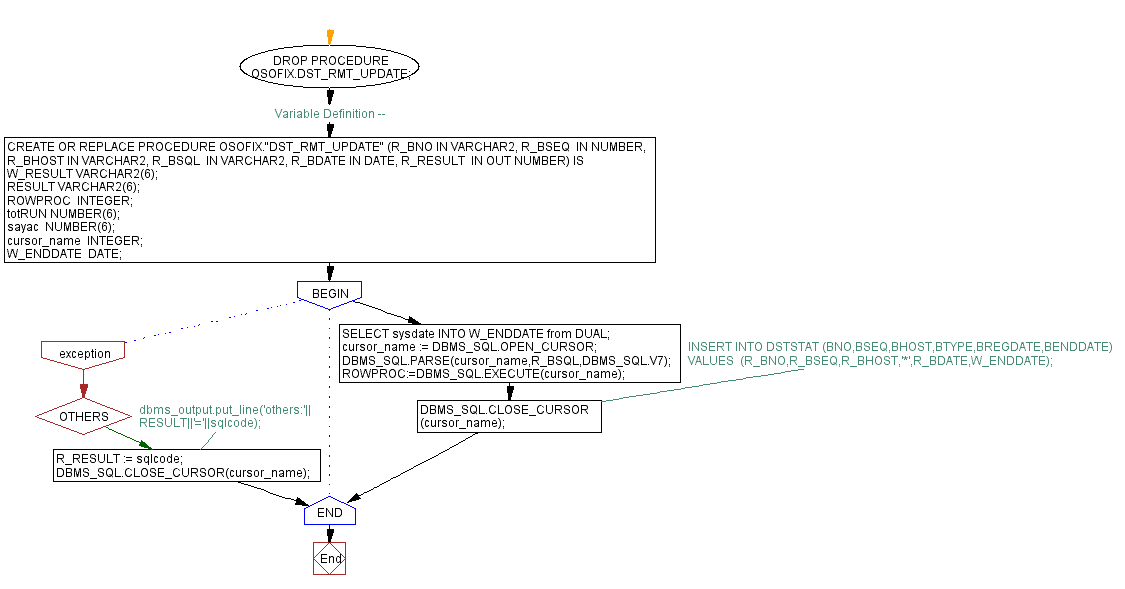 DROP PROCEDURE
OSOFIX.DST_RMT_UPDATE;
Variable Definition --
CREATE OR REPLACE PROCEDURE OSOFIX."DST_RMT_UPDATE" (R_BNO IN VARCHAR2, R_BSEQ  IN NUMBER,
R_BHOST IN VARCHAR2, R_BSQL  IN VARCHAR2, R_BDATE IN DATE, R_RESULT  IN OUT NUMBER) IS
W_RESULT VARCHAR2(6);
RESULT VARCHAR2(6);
ROWPROC  INTEGER;
totRUN NUMBER(6);
sayac  NUMBER(6);
cursor_name  INTEGER;
W_ENDDATE  DATE;
BEGIN
SELECT sysdate INTO W_ENDDATE from DUAL;
cursor_name := DBMS_SQL.OPEN_CURSOR;
DBMS_SQL.PARSE(cursor_name,R_BSQL,DBMS_SQL.V7);
ROWPROC:=DBMS_SQL.EXECUTE(cursor_name);
INSERT INTO DSTSTAT (BNO,BSEQ,BHOST,BTYPE,BREGDATE,BENDDATE)
VALUES  (R_BNO,R_BSEQ,R_BHOST,'*',R_BDATE,W_ENDDATE);
exception
DBMS_SQL.CLOSE_CURSOR
(cursor_name);
OTHERS
dbms_output.put_line('others:'||
RESULT||'='||sqlcode);
R_RESULT := sqlcode;
DBMS_SQL.CLOSE_CURSOR(cursor_name);
END
End